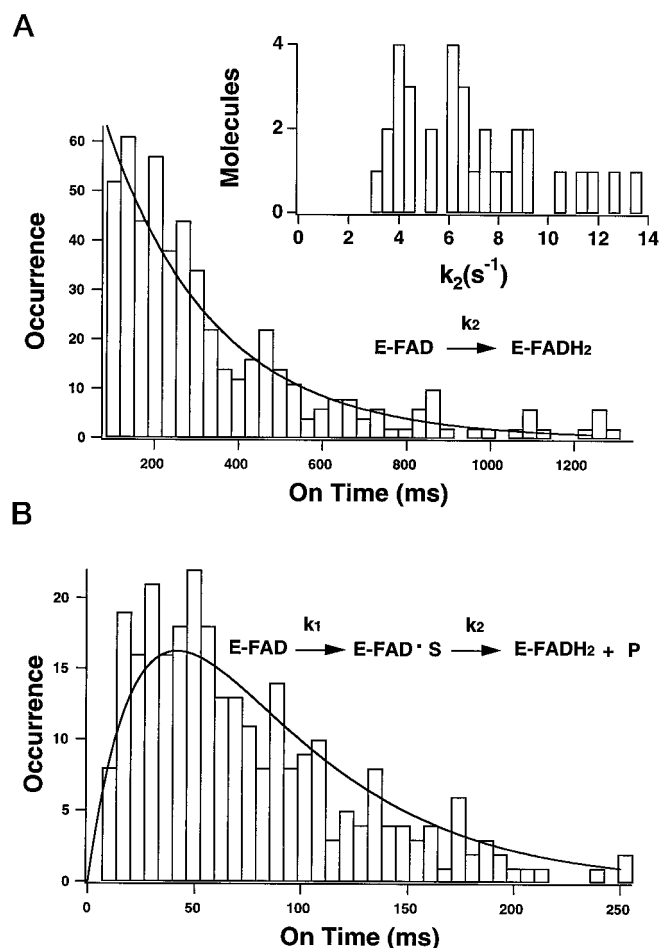 A
Molecules
4
2
0
0 2 4 6 8 10 12 14
k2(s-1)
Occurrence
60
50
40
30
20
10
0
k2
E-FAD → E-FADH2
200 400 600 800 1000 1200
On Time (ms)
B
Occurrence
20
15
10
5
0
k1 k2
E-FAD → E-FAD · S → E-FADH2 + P
0 50 100 150 200 250
On Time (ms)